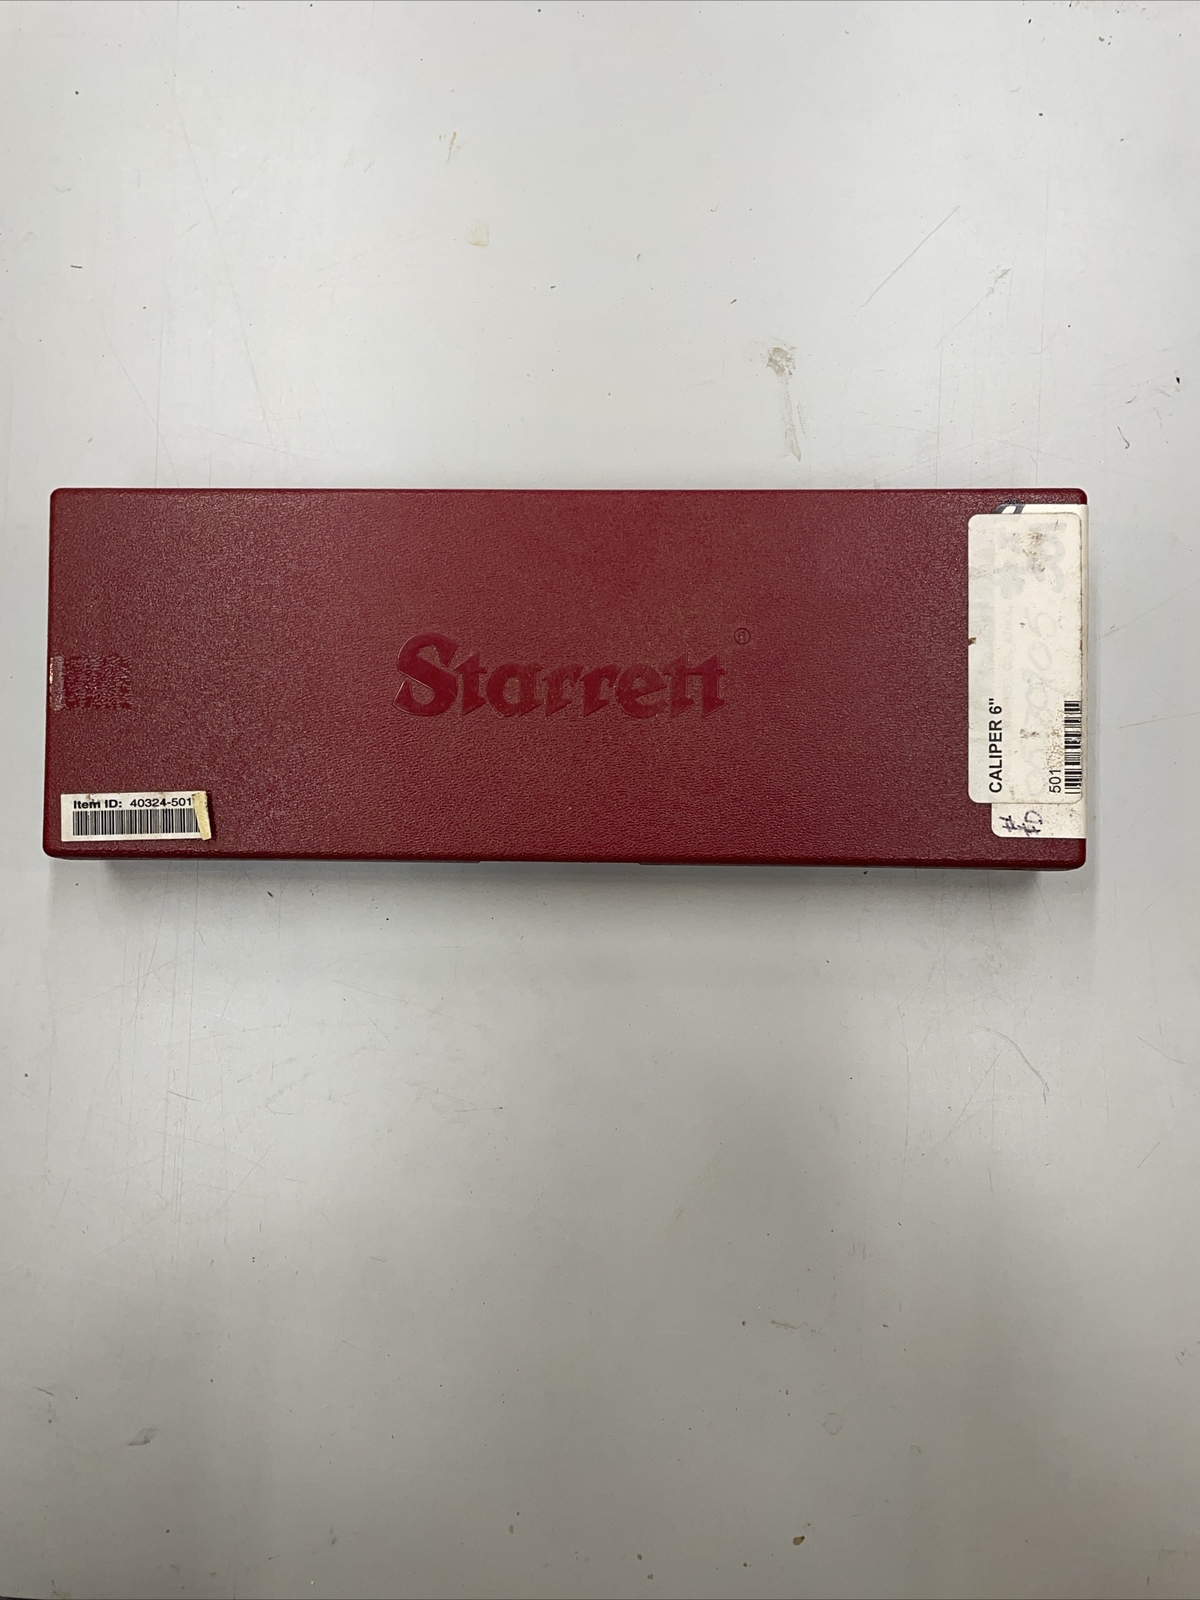 Starrett®
Item ID: 40324-501
CALIPER 6"
501